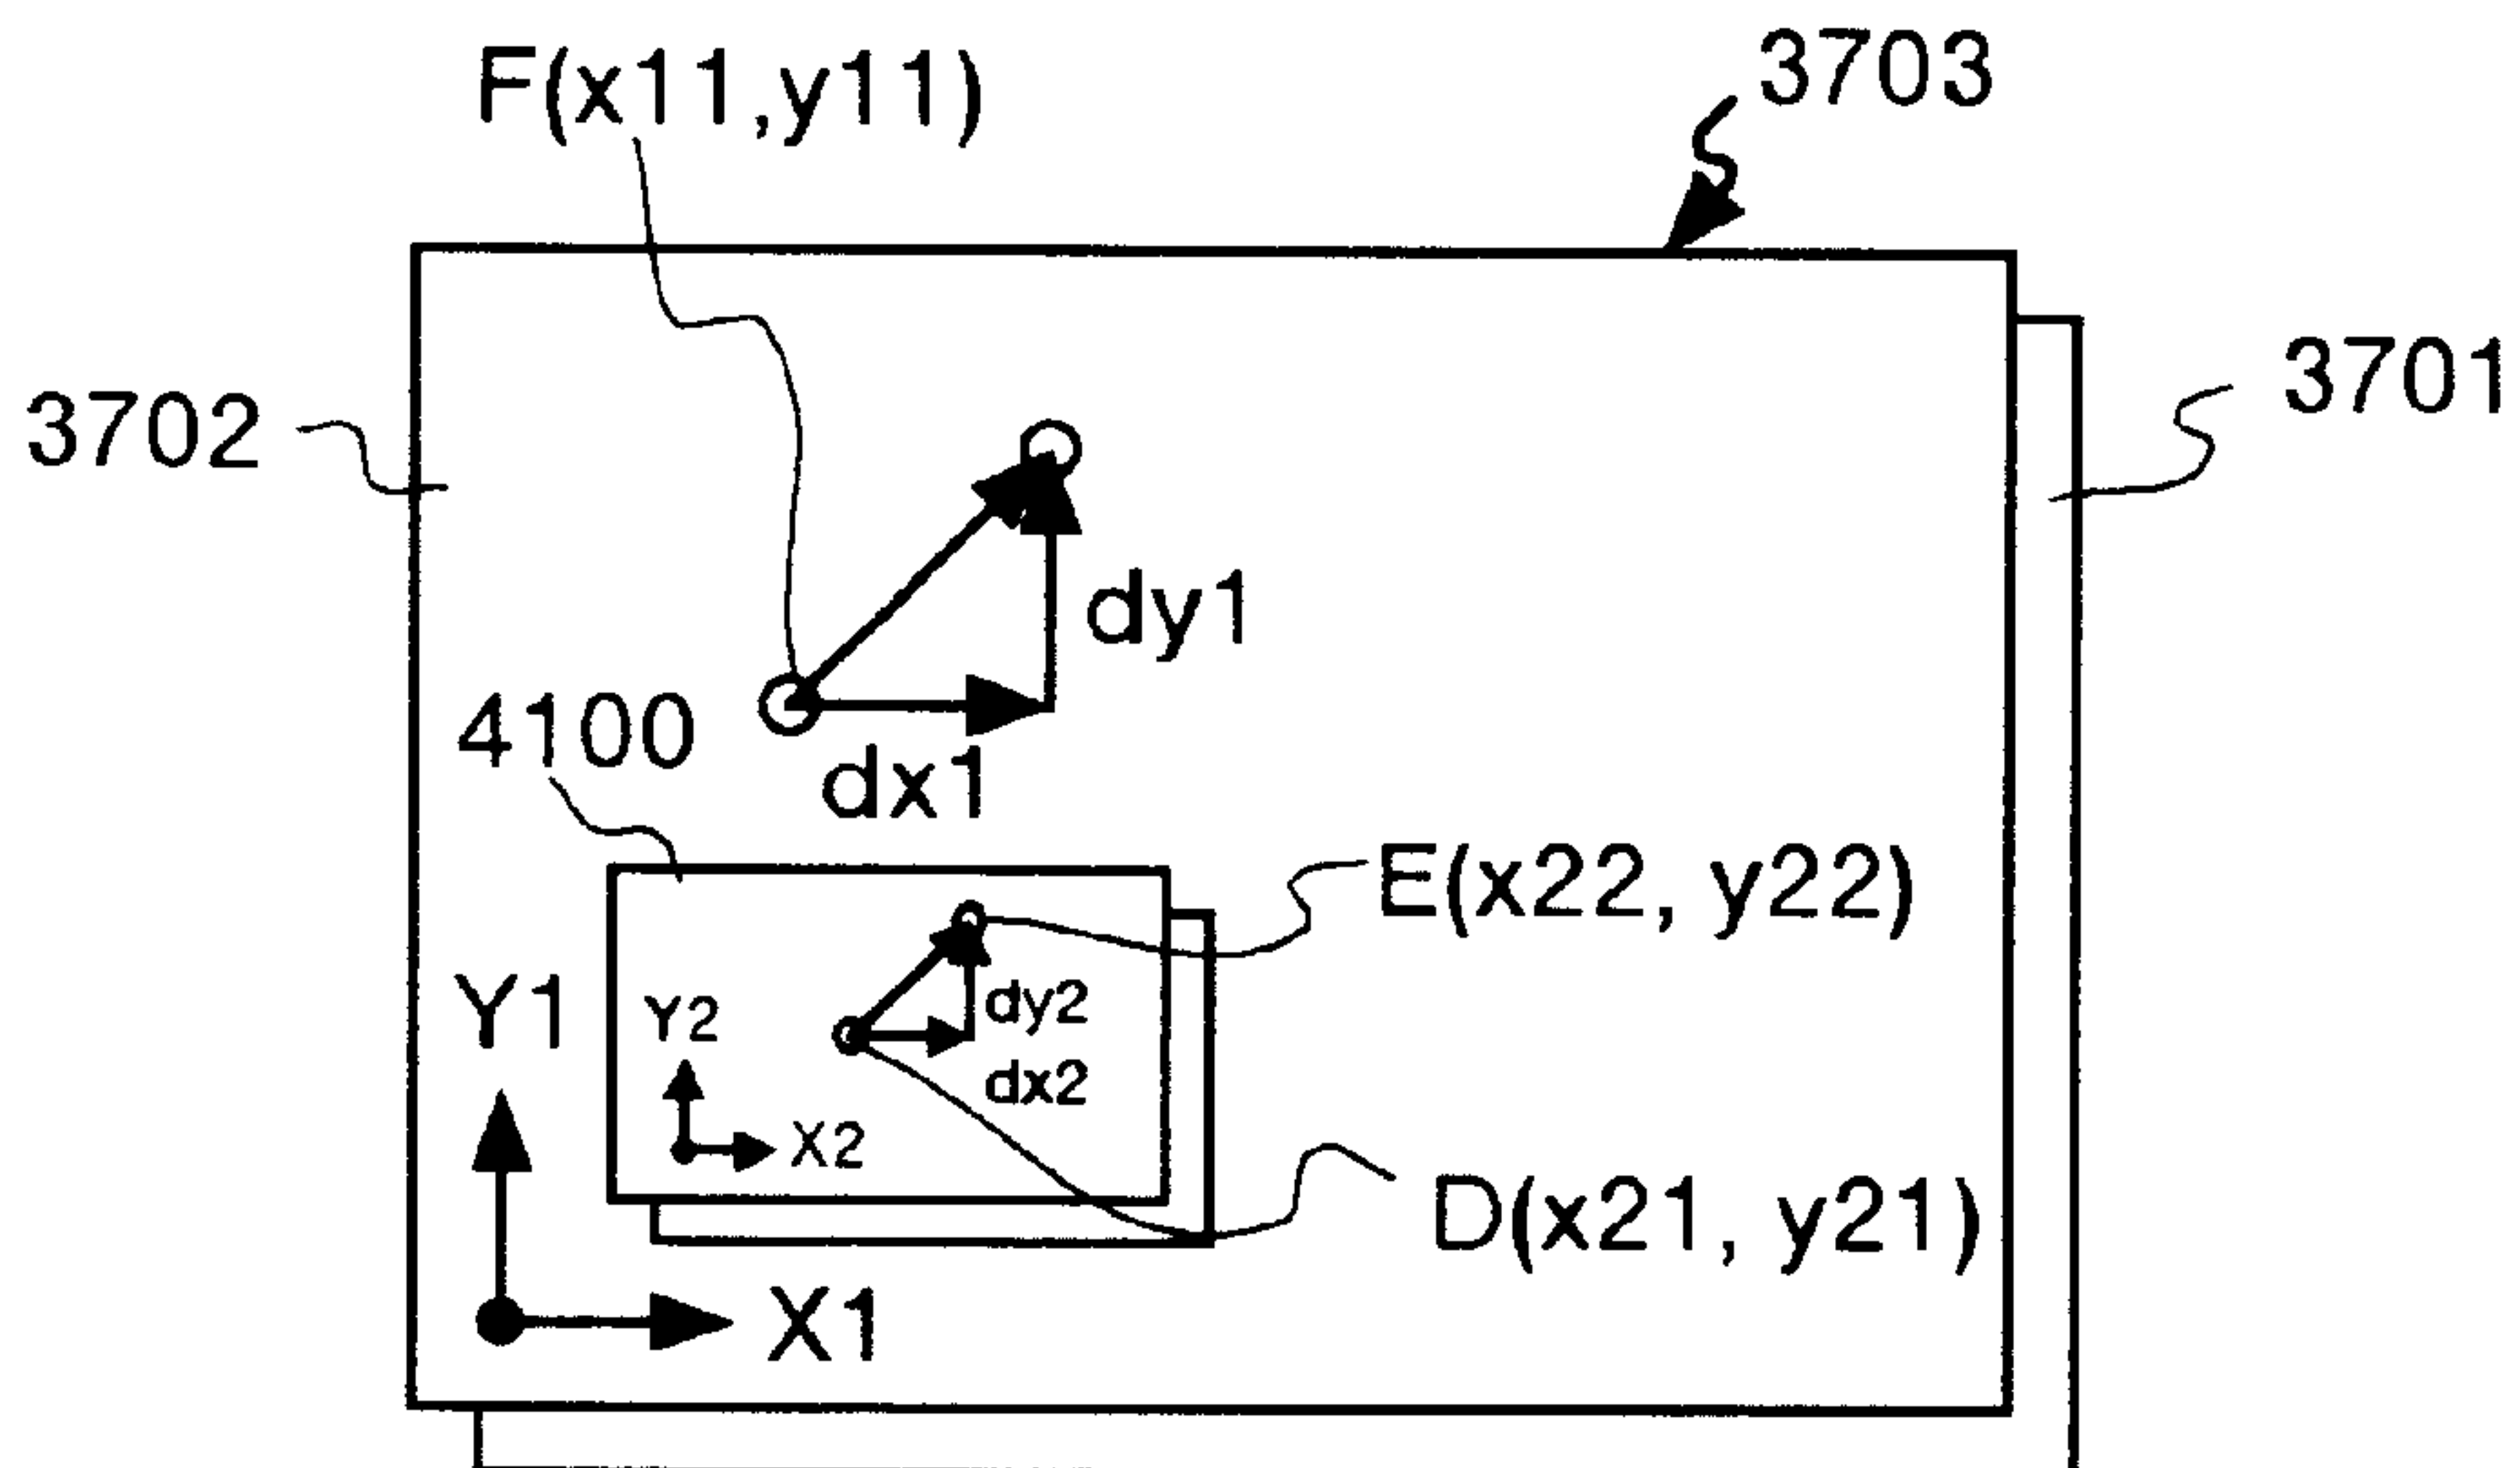 F(x11,y11)
3703
3701
3702
dy1
4100
dx1
E(x22, y22)
Y1
Y2
dy2
dx2
X2
D(x21, y21)
X1